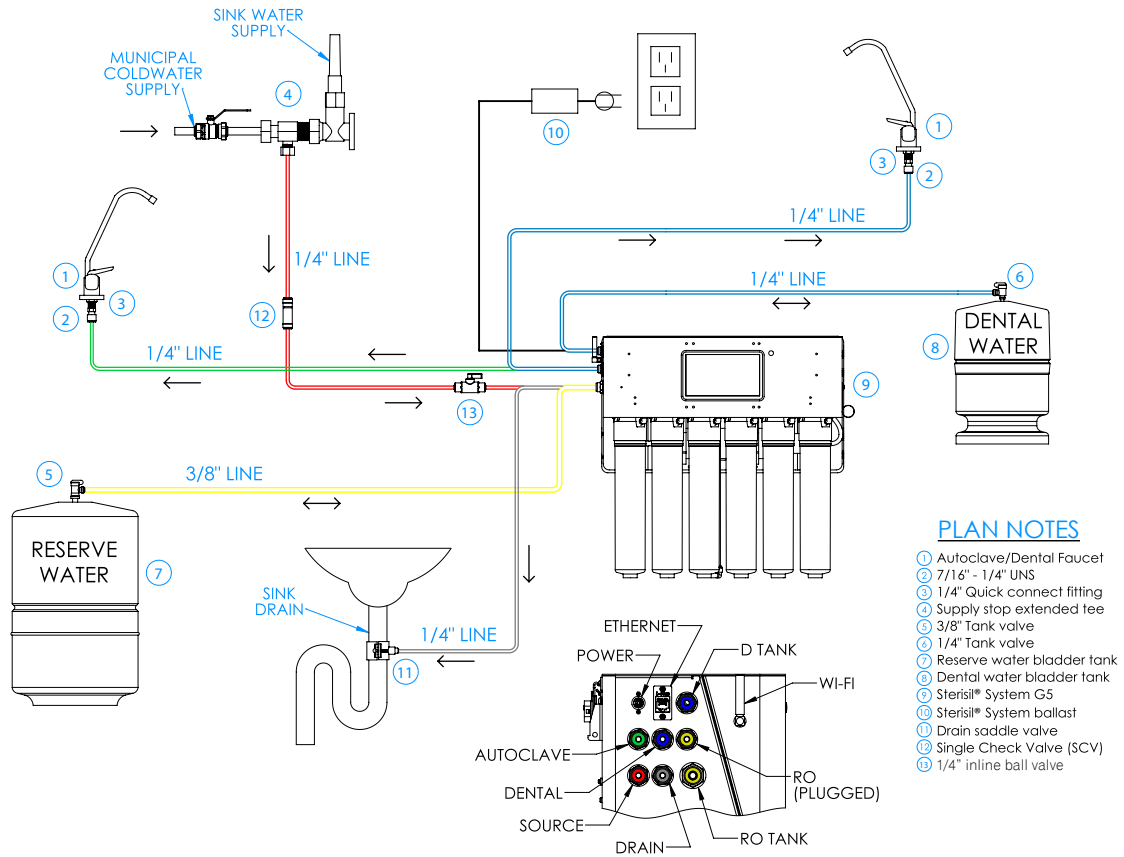 SINK WATER
SUPPLY
MUNICIPAL
COLDWATER
SUPPLY
4
10
1
3
2
1/4" LINE
1/4" LINE
1/4" LINE
6
1
3
2
12
DENTAL
WATER
8
1/4" LINE
9
13
5
3/8" LINE
RESERVE
WATER
7
SINK
DRAIN
1/4" LINE
11
PLAN NOTES
1 Autoclave/Dental Faucet
2 7/16" - 1/4" UNS
3 1/4" Quick connect fitting
4 Supply stop extended tee
5 3/8" Tank valve
6 1/4" Tank valve
7 Reserve water bladder tank
8 Dental water bladder tank
9 Sterisil® System G5
10 Sterisil® System ballast
11 Drain saddle valve
12 Single Check Valve (SCV)
13 1/4" inline ball valve
ETHERNET
POWER
D TANK
WI-FI
AUTOCLAVE
RO
(PLUGGED)
DENTAL
SOURCE
RO TANK
DRAIN